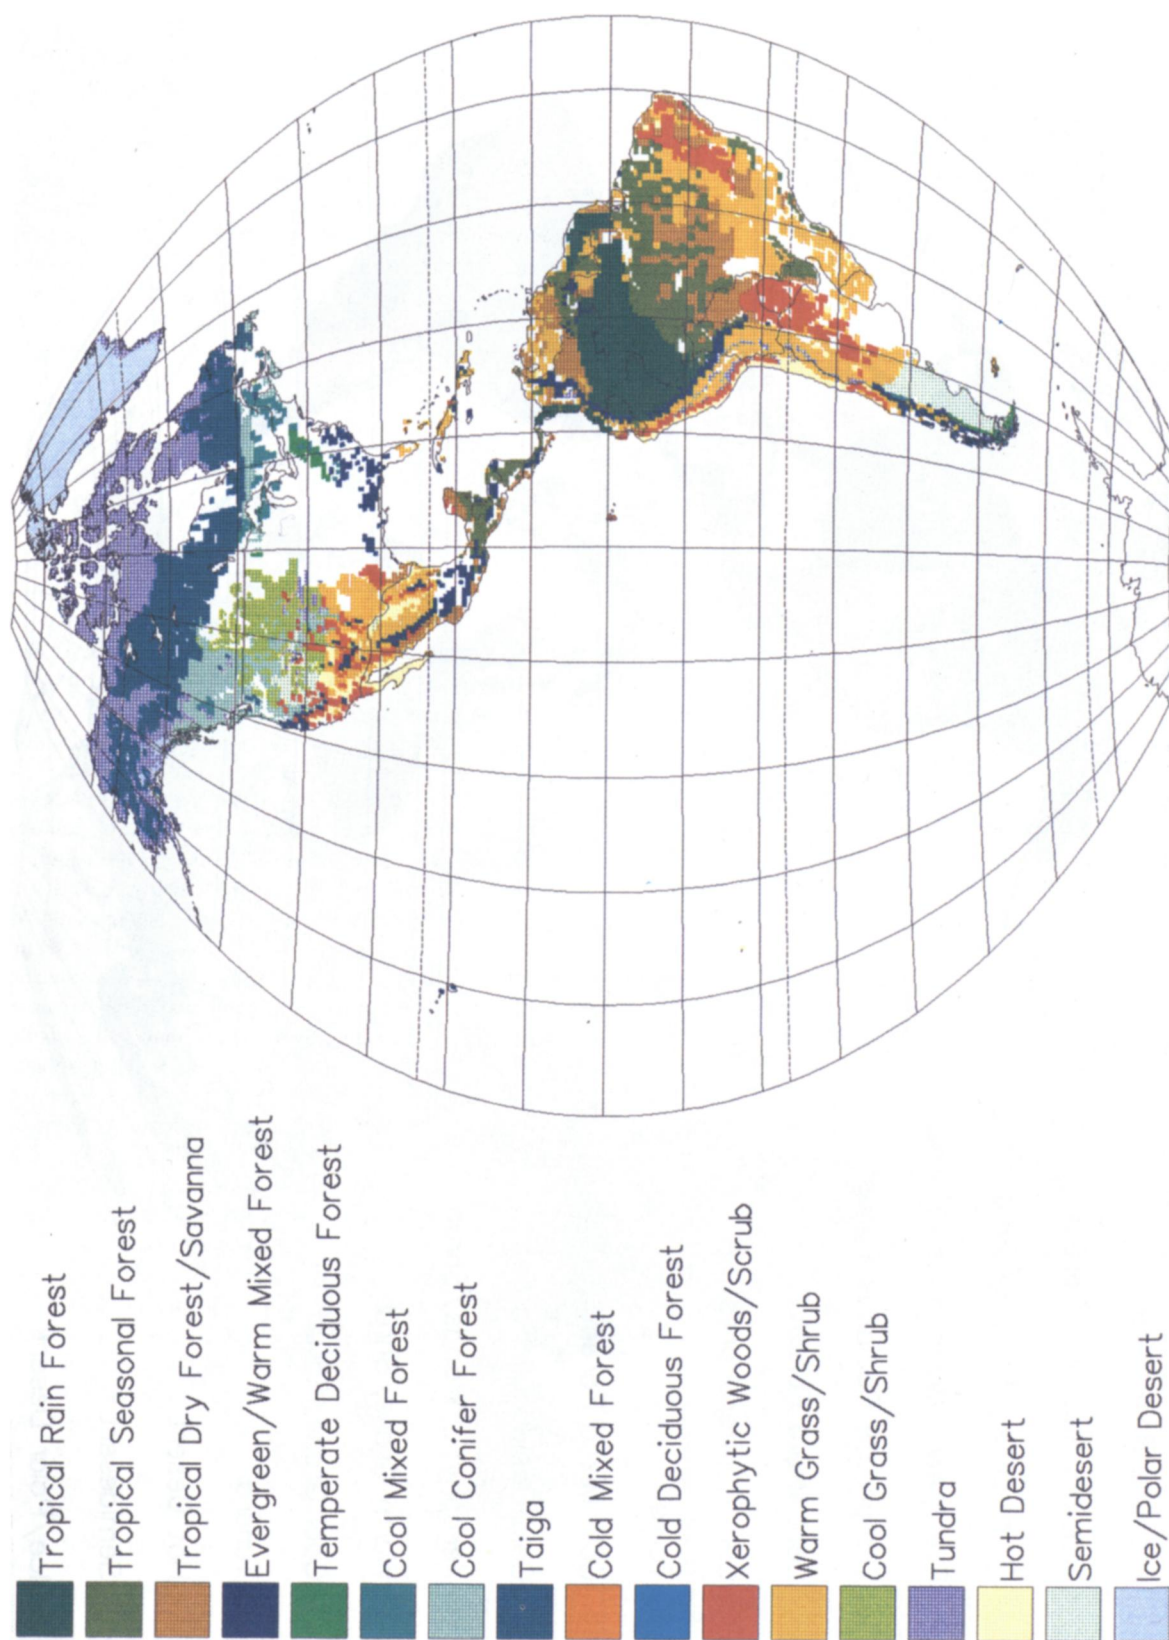 Tropical Rain Forest
Tropical Seasonal Forest
Tropical Dry Forest/Savanna
Evergreen/Warm Mixed Forest
Temperate Deciduous Forest
Cool Mixed Forest
Cool Conifer Forest
Taiga
Cold Mixed Forest
Cold Deciduous Forest
Xerophytic Woods/Scrub
Warm Grass/Shrub
Cool Grass/Shrub
Tundra
Hot Desert
Semidesert
Ice/Polar Desert